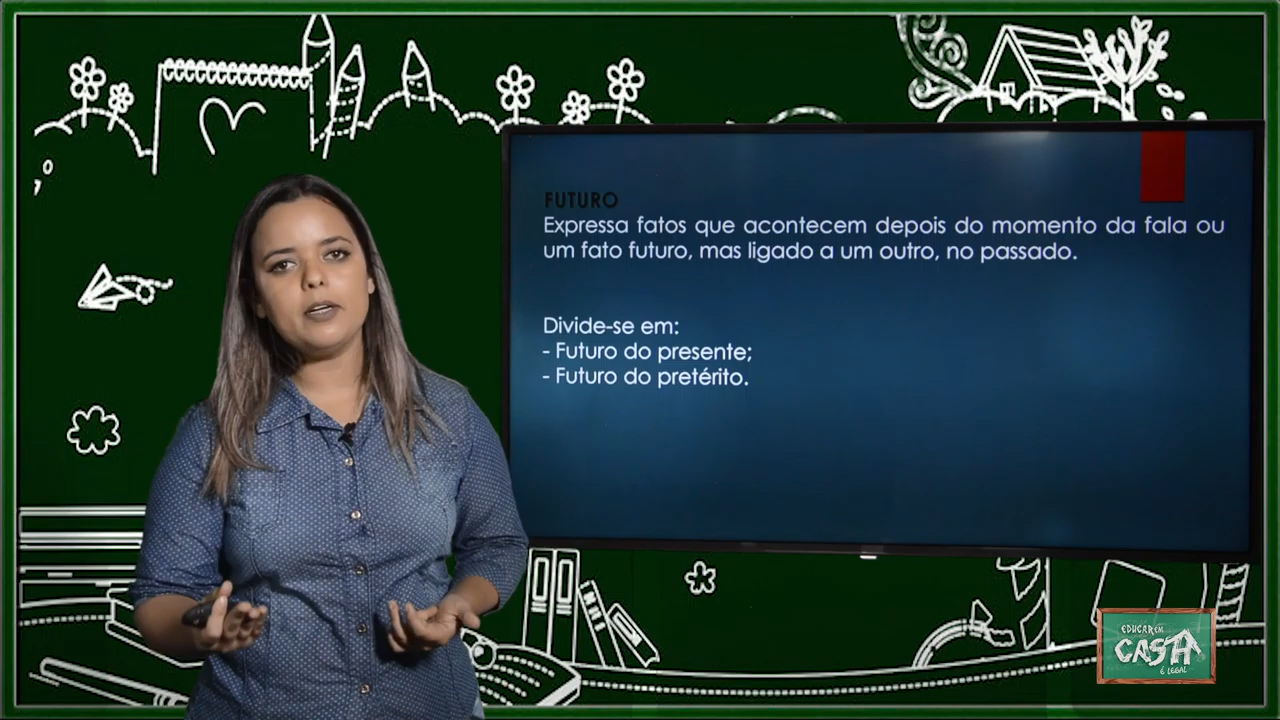 FUTURO
Expressa fatos que acontecem depois do momento da fala ou
um fato futuro, mas ligado a um outro, no passado.
Divide-se em:
- Futuro do presente;
- Futuro do pretérito.
EDUCAR EM
CASA
É LEGAL